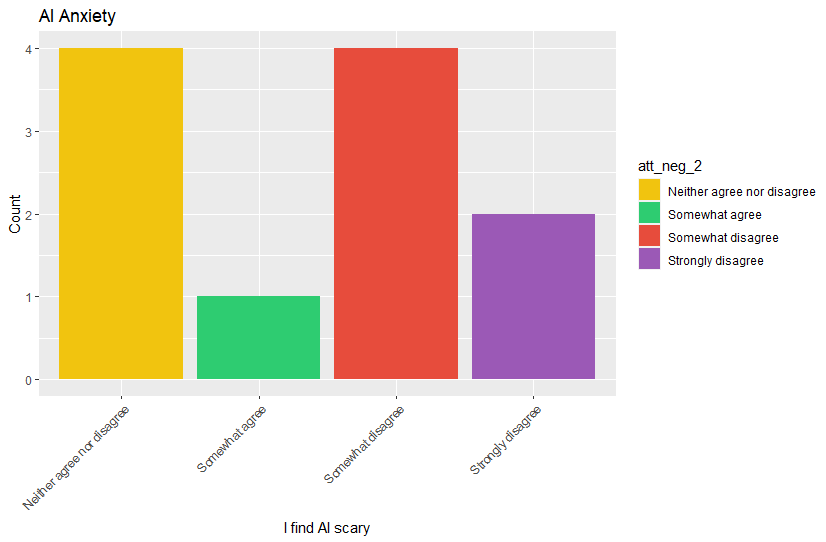 AI Anxiety
Count
4
3
2
1
0
Neither agree nor disagree
Somewhat agree
Somewhat disagree
Strongly disagree
I find AI scary
att_neg_2
Neither agree nor disagree
Somewhat agree
Somewhat disagree
Strongly disagree